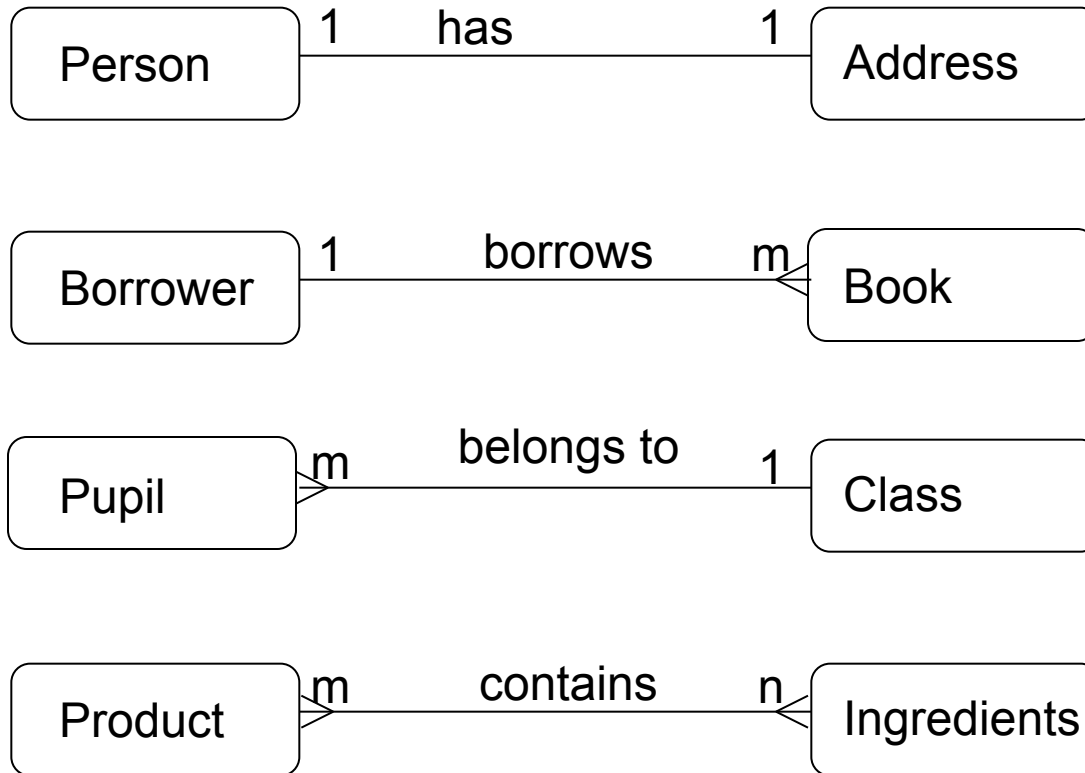 Person 1 has 1 Address
Borrower 1 borrows m Book
Pupil m belongs to 1 Class
Product m contains n Ingredients